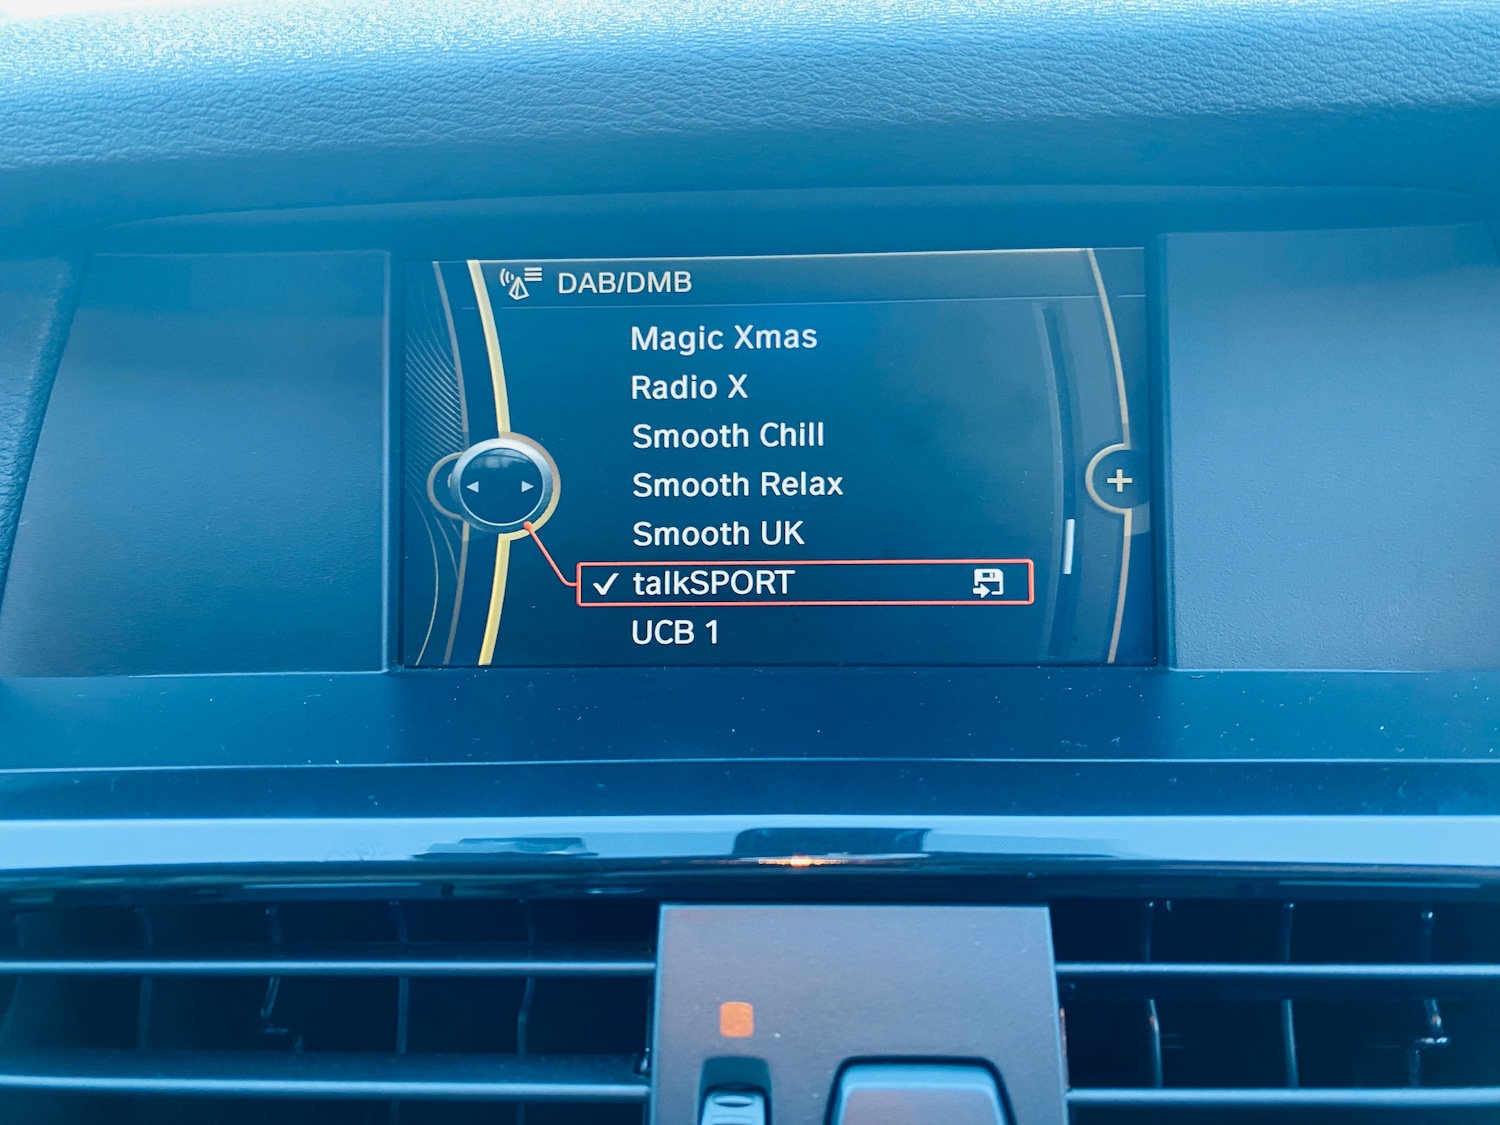 DAB/DMB
Magic Xmas
Radio X
Smooth Chill
Smooth Relax
Smooth UK
talkSPORT
UCB 1